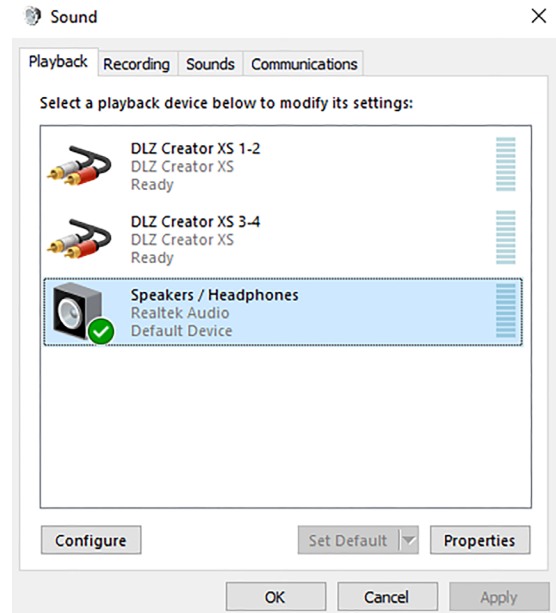 Sound
Playback Recording Sounds Communications
Select a playback device below to modify its settings:
DLZ Creator XS 1-2
DLZ Creator XS
Ready
DLZ Creator XS 3-4
DLZ Creator XS
Ready
Speakers / Headphones
Realtek Audio
Default Device
Configure Set Default Properties
OK Cancel Apply